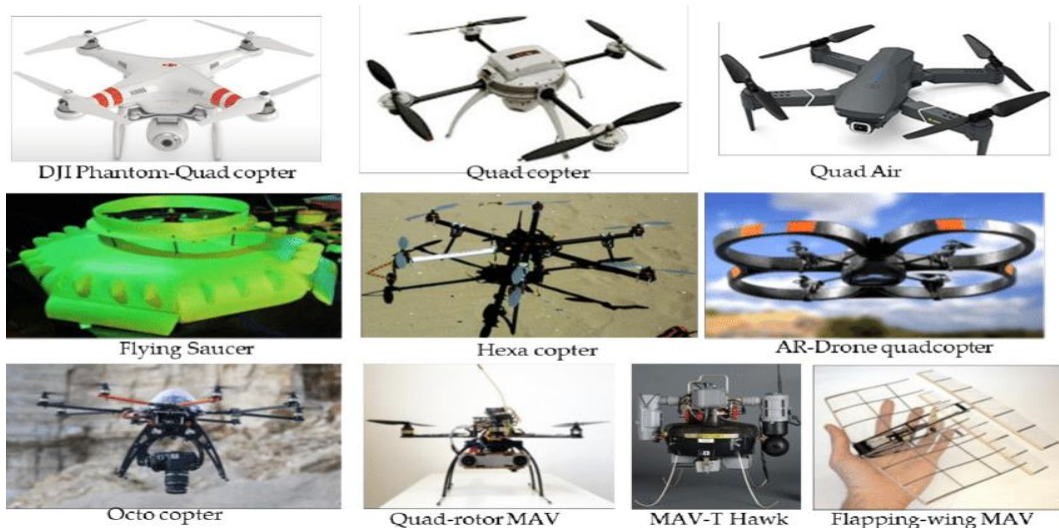 DJI Phantom-Quad copter
Quad copter
Quad Air
Flying Saucer
Hexa copter
AR-Drone quadcopter
Octo copter
Quad-rotor MAV
MAV-T Hawk
Flapping-wing MAV